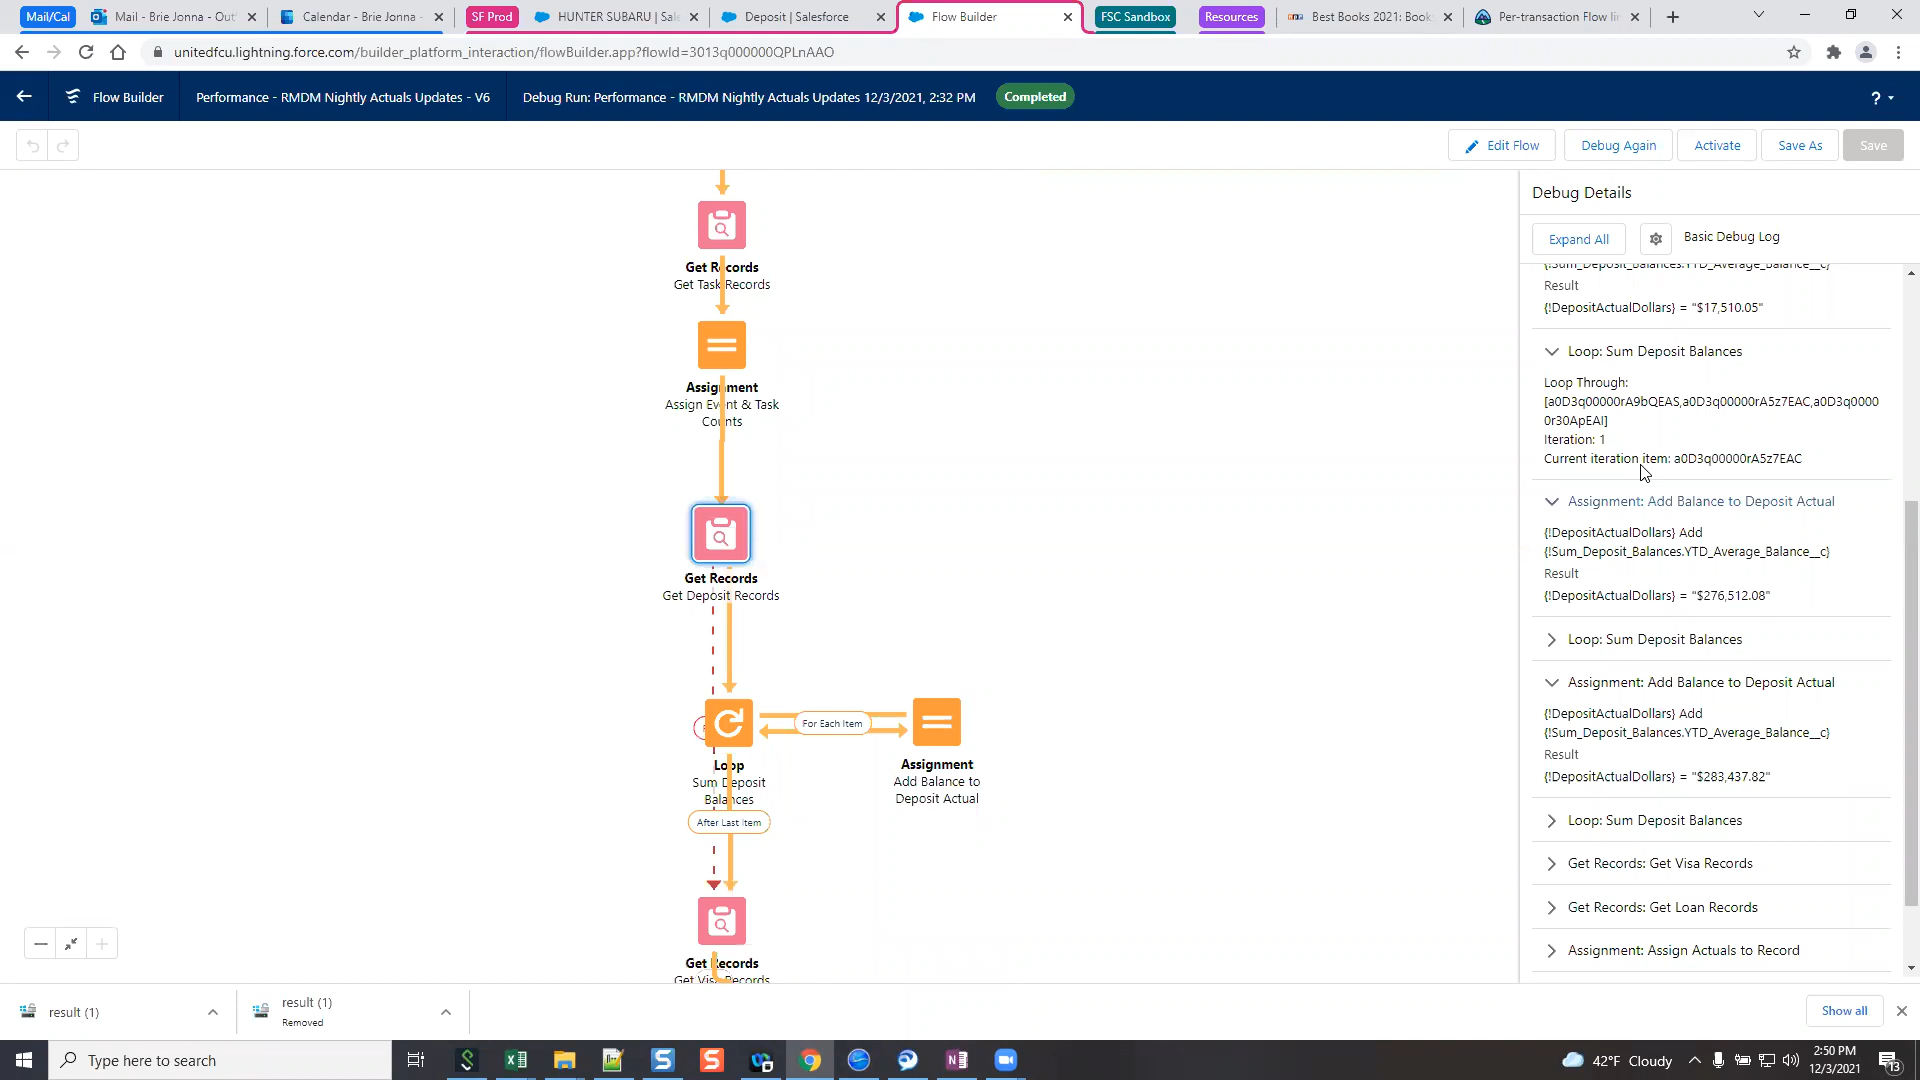 Mail/Cal
Mail - Brie Jonna - Out
Calendar - Brie Jonna -
SF Prod
HUNTER SUBARU | Sale
Deposit | Salesforce
Flow Builder
FSC Sandbox
Resources
Best Books 2021: Books
Per-transaction Flow lin
unitedfcu.lightning.force.com/builder_platform_interaction/flowBuilder.app?flowId=3013q000000QPLnAAO
Flow Builder
Performance - RMDM Nightly Actuals Updates - V6
Debug Run: Performance - RMDM Nightly Actuals Updates 12/3/2021, 2:32 PM
Completed
?
Edit Flow
Debug Again
Activate
Save As
Save
Get Records
Get Task Records
Assignment
Assign Event & Task
Counts
Get Records
Get Deposit Records
For Each Item
Loop
Sum Deposit
Balances
Assignment
Add Balance to
Deposit Actual
After Last Item
Get Records
Get Visa Records
Debug Details
Expand All
Basic Debug Log
{!Sum_Deposit_Balances.YTD_Average_Balance__c}
Result
{!DepositActualDollars} = "$17,510.05"
Loop: Sum Deposit Balances
Loop Through:
[a0D3q00000rA9bQEAS,a0D3q00000rA5z7EAC,a0D3q0000
0r30ApEAI]
Iteration: 1
Current iteration item: a0D3q00000rA5z7EAC
Assignment: Add Balance to Deposit Actual
{!DepositActualDollars} Add
{!Sum_Deposit_Balances.YTD_Average_Balance__c}
Result
{!DepositActualDollars} = "$276,512.08"
Loop: Sum Deposit Balances
Assignment: Add Balance to Deposit Actual
{!DepositActualDollars} Add
{!Sum_Deposit_Balances.YTD_Average_Balance__c}
Result
{!DepositActualDollars} = "$283,437.82"
Loop: Sum Deposit Balances
Get Records: Get Visa Records
Get Records: Get Loan Records
Assignment: Assign Actuals to Record
result (1)
result (1)
Removed
Show all
Type here to search
42°F Cloudy
2:50 PM
12/3/2021
13